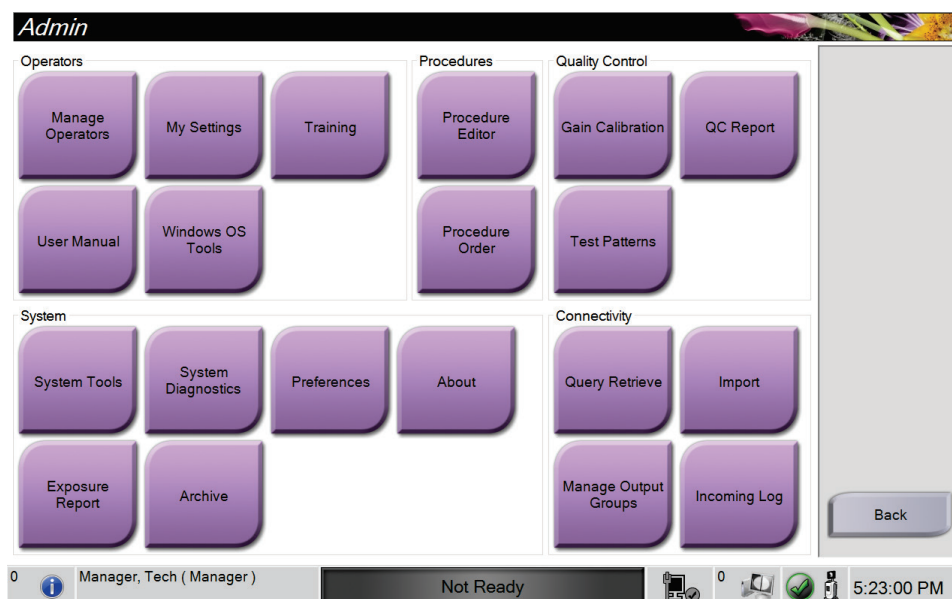 Admin
Operators
Manage
Operators
My Settings
Training
User Manual
Windows OS
Tools
Procedures
Procedure
Editor
Procedure
Order
Quality Control
Gain Calibration
QC Report
Test Patterns
System
System Tools
System
Diagnostics
Preferences
About
Exposure
Report
Archive
Connectivity
Query Retrieve
Import
Manage Output
Groups
Incoming Log
Back
0
Manager, Tech ( Manager )
Not Ready
0
5:23:00 PM